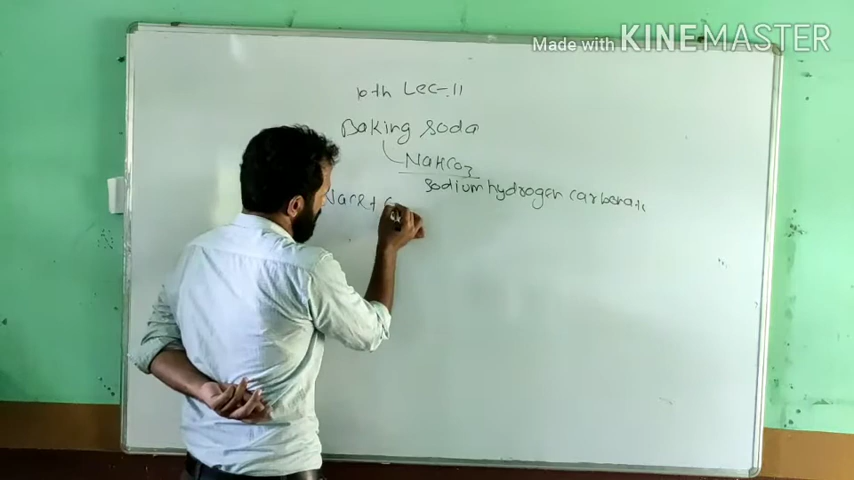 Made with KINEMASTER
10th Lec-11
Baking soda
NaHCO3
sodium hydrogen carbonate
NaCl + C